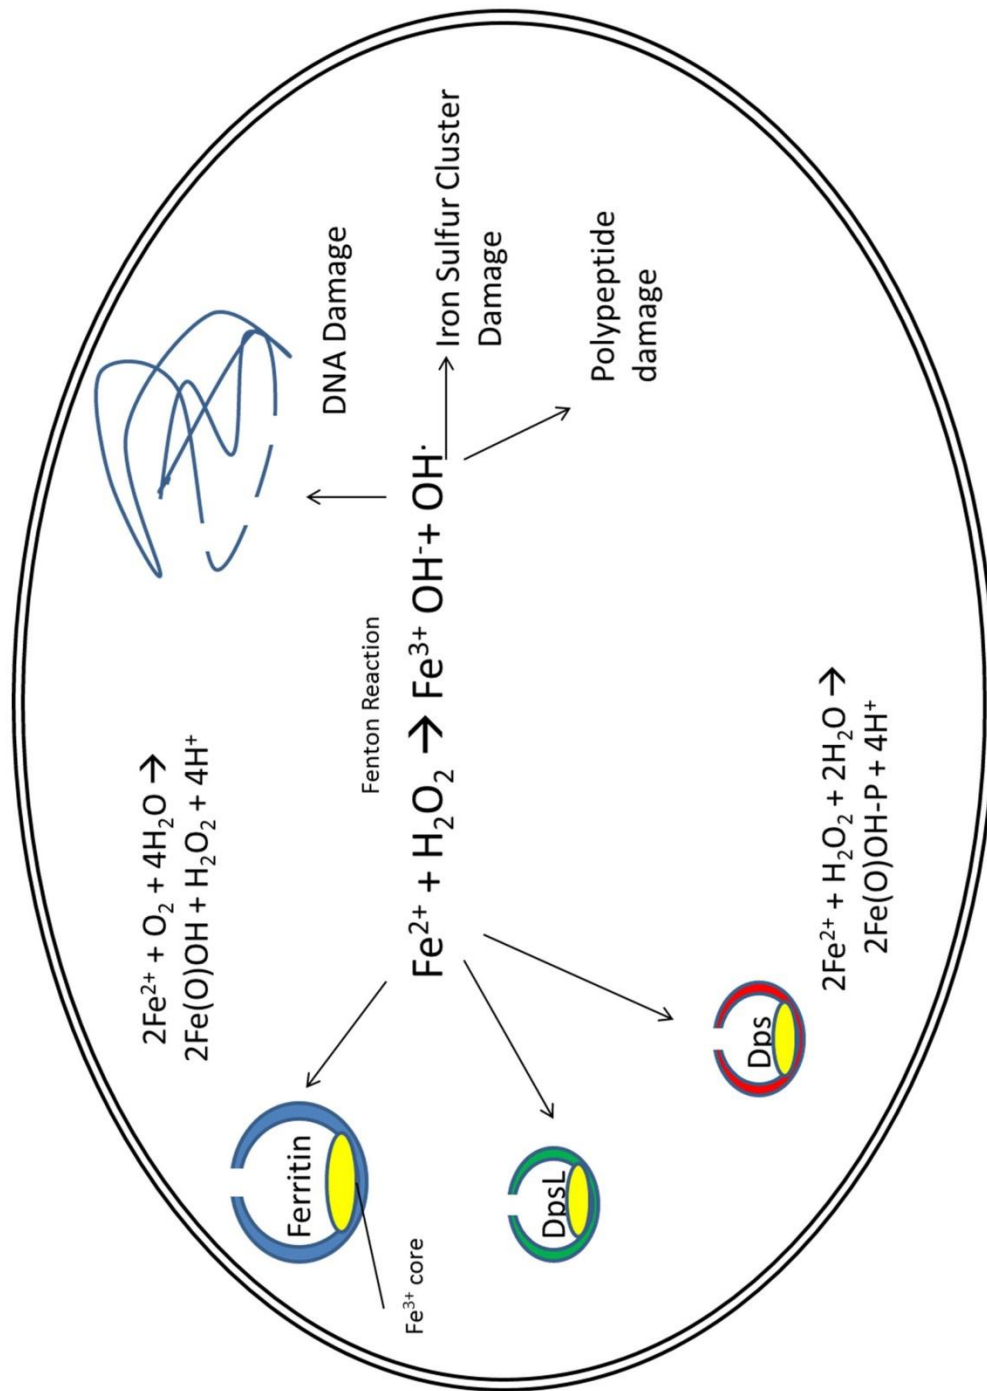 2Fe²⁺ + O₂ + 4H₂O →
2Fe(O)OH + H₂O₂ + 4H⁺
DNA Damage
Ferritin
Fe³⁺ core
Fenton Reaction
Fe²⁺ + H₂O₂ → Fe³⁺ OH⁻+ OH·
Iron Sulfur Cluster
Damage
DpsL
Polypeptide
damage
Dps
2Fe²⁺ + H₂O₂ + 2H₂O →
2Fe(O)OH-P + 4H⁺